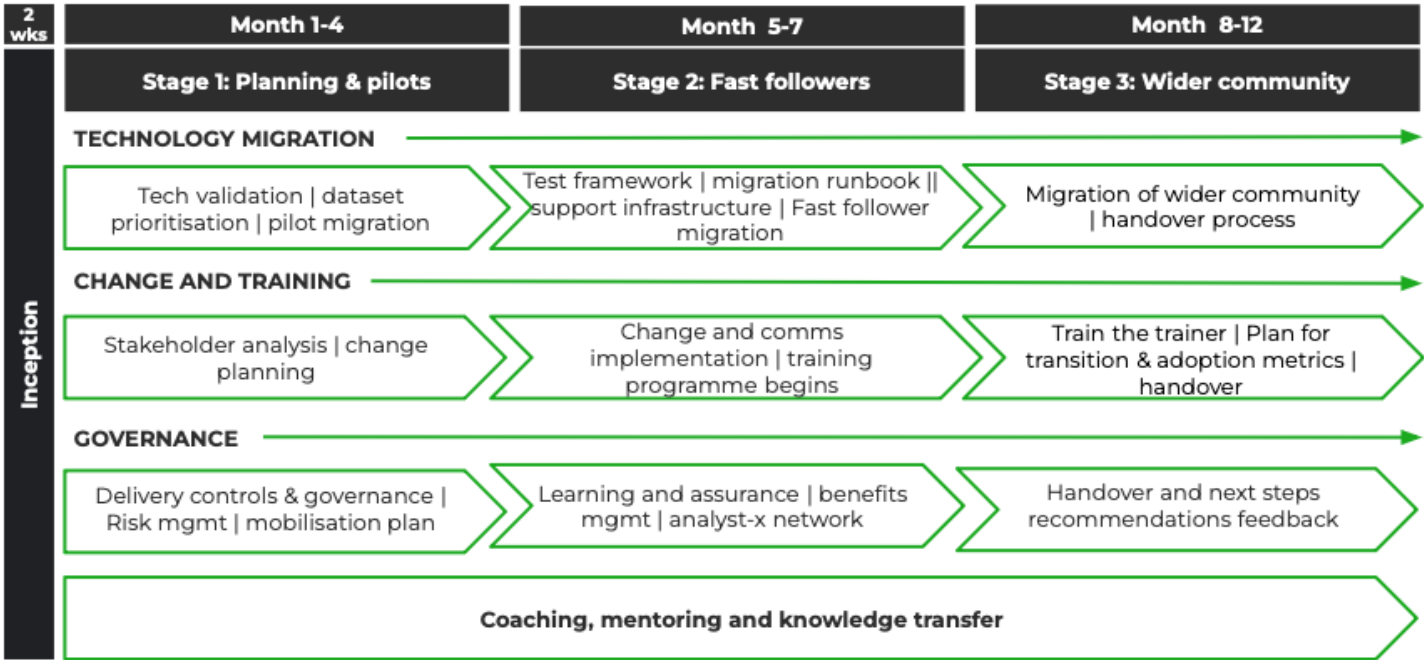 2
wks
Month 1-4
Month 5-7
Month 8-12
Inception
Stage 1: Planning & pilots
Stage 2: Fast followers
Stage 3: Wider community
TECHNOLOGY MIGRATION
Tech validation | dataset
prioritisation | pilot migration
Test framework | migration runbook ||
support infrastructure | Fast follower
migration
Migration of wider community
| handover process
CHANGE AND TRAINING
Stakeholder analysis | change
planning
Change and comms
implementation | training
programme begins
Train the trainer | Plan for
transition & adoption metrics |
handover
GOVERNANCE
Delivery controls & governance |
Risk mgmt | mobilisation plan
Learning and assurance | benefits
mgmt | analyst-x network
Handover and next steps
recommendations feedback
Coaching, mentoring and knowledge transfer